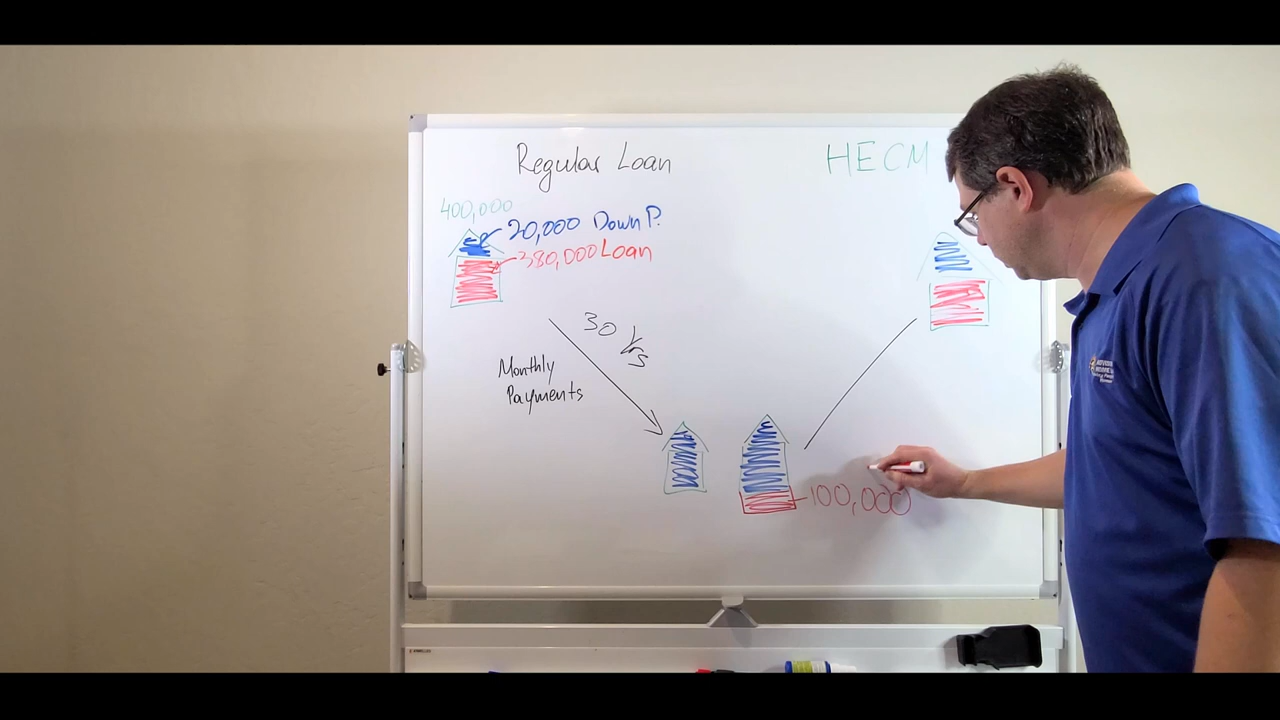 Regular Loan
HECM
400,000
20,000 Down P.
380,000 Loan
30 Yrs
Monthly
Payments
100,000